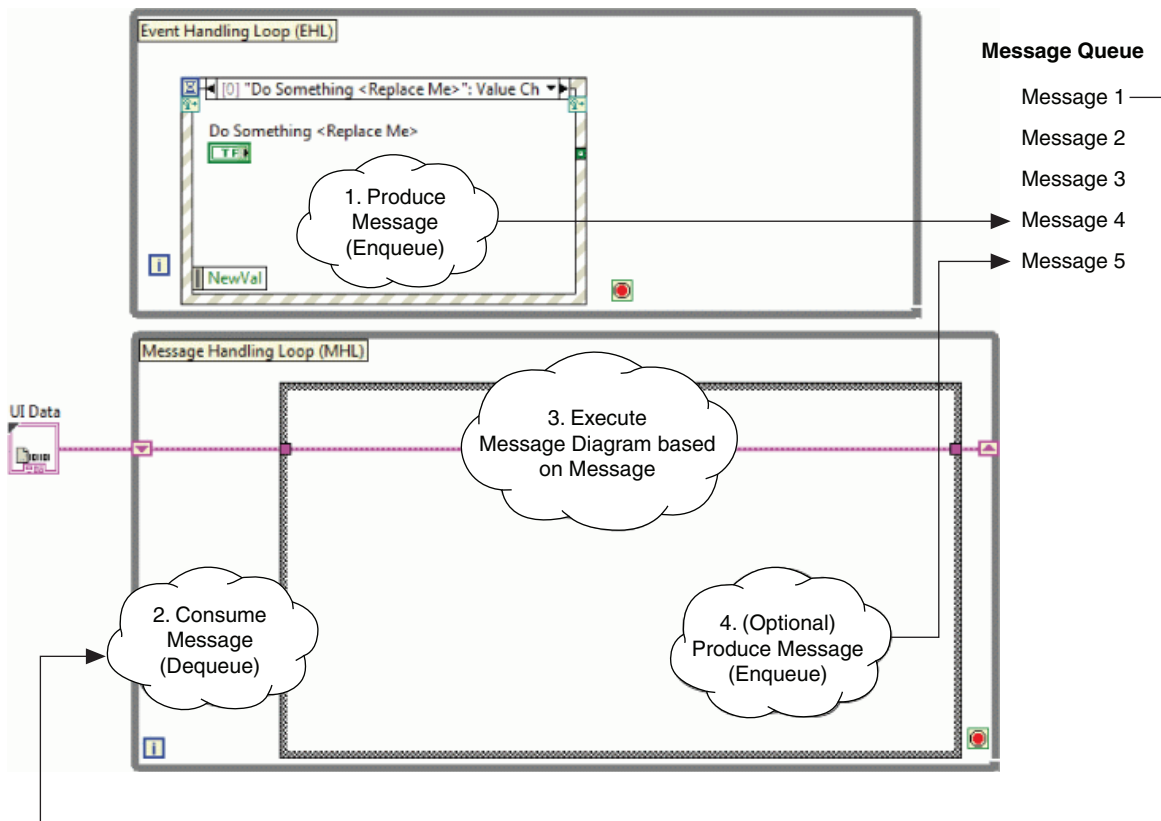 Event Handling Loop (EHL)
[0] "Do Something <Replace Me>": Value Ch
Do Something <Replace Me>
TF
1. Produce
Message
(Enqueue)
i
NewVal
Message Queue
Message 1
Message 2
Message 3
Message 4
Message 5
Message Handling Loop (MHL)
UI Data
3. Execute
Message Diagram based
on Message
2. Consume
Message
(Dequeue)
4. (Optional)
Produce Message
(Enqueue)
i